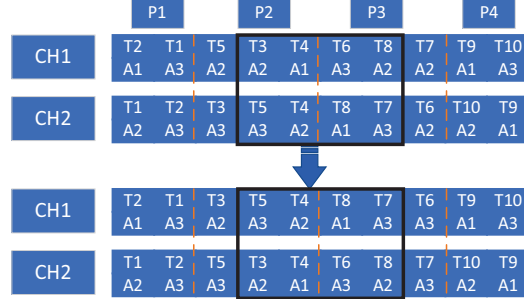 P1 P2 P3 P4
CH1 T2 T1 T5 T3 T4 T6 T8 T7 T9 T10
A1 A3 A2 A2 A1 A3 A2 A2 A1 A3
CH2 T1 T2 T3 T5 T4 T8 T7 T6 T10 T9
A2 A3 A3 A3 A2 A1 A3 A2 A2 A1
CH1 T2 T1 T3 T5 T4 T8 T7 T6 T9 T10
A1 A3 A2 A3 A2 A1 A3 A3 A1 A3
CH2 T1 T2 T5 T3 T4 T6 T8 T7 T10 T9
A2 A3 A3 A2 A1 A3 A2 A3 A2 A1